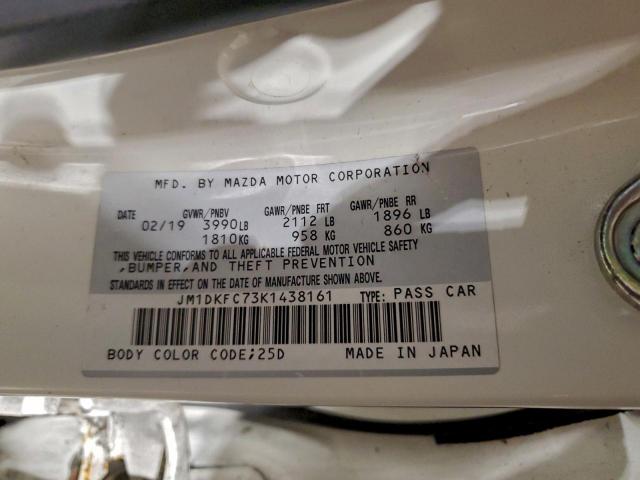 MFD. BY MAZDA MOTOR CORPORATION
DATE GVWR/PNBV GAWR/PNBE FRT GAWR/PNBE RR
02/19 3990LB 2112 LB 1896 LB
1810KG 958 KG 860 KG
THIS VEHICLE CONFORMS TO ALL APPLICABLE FEDERAL MOTOR VEHICLE SAFETY
,BUMPER,AND THEFT PREVENTION
STANDARDS IN EFFECT ON THE DATE OF MANUFACTURE SHOWN ABOVE.
JM1DKFC73K1438161 TYPE: PASS CAR
BODY COLOR CODE;25D MADE IN JAPAN